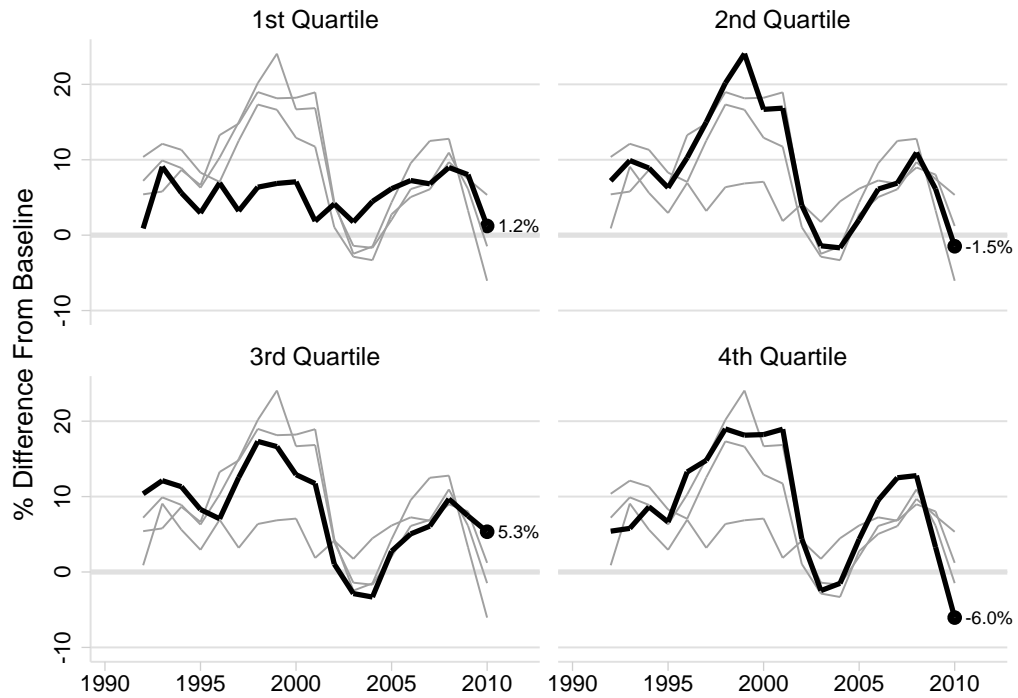 1st Quartile
2nd Quartile
% Difference From Baseline
20
10
0
-10
1.2%
-1.5%
3rd Quartile
4th Quartile
20
10
0
-10
5.3%
-6.0%
1990 1995 2000 2005 2010
1990 1995 2000 2005 2010